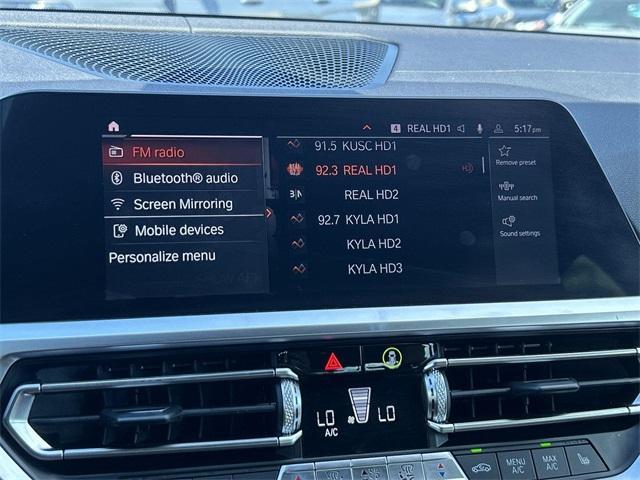 4 REAL HD1 5:17 pm
FM radio
Bluetooth® audio
Screen Mirroring
Mobile devices
Personalize menu
91.5 KUSC HD1
92.3 REAL HD1
REAL HD2
92.7 KYLA HD1
KYLA HD2
KYLA HD3
Remove preset
Manual search
Sound settings
LO LO
A/C
MENU
A/C
MAX
A/C